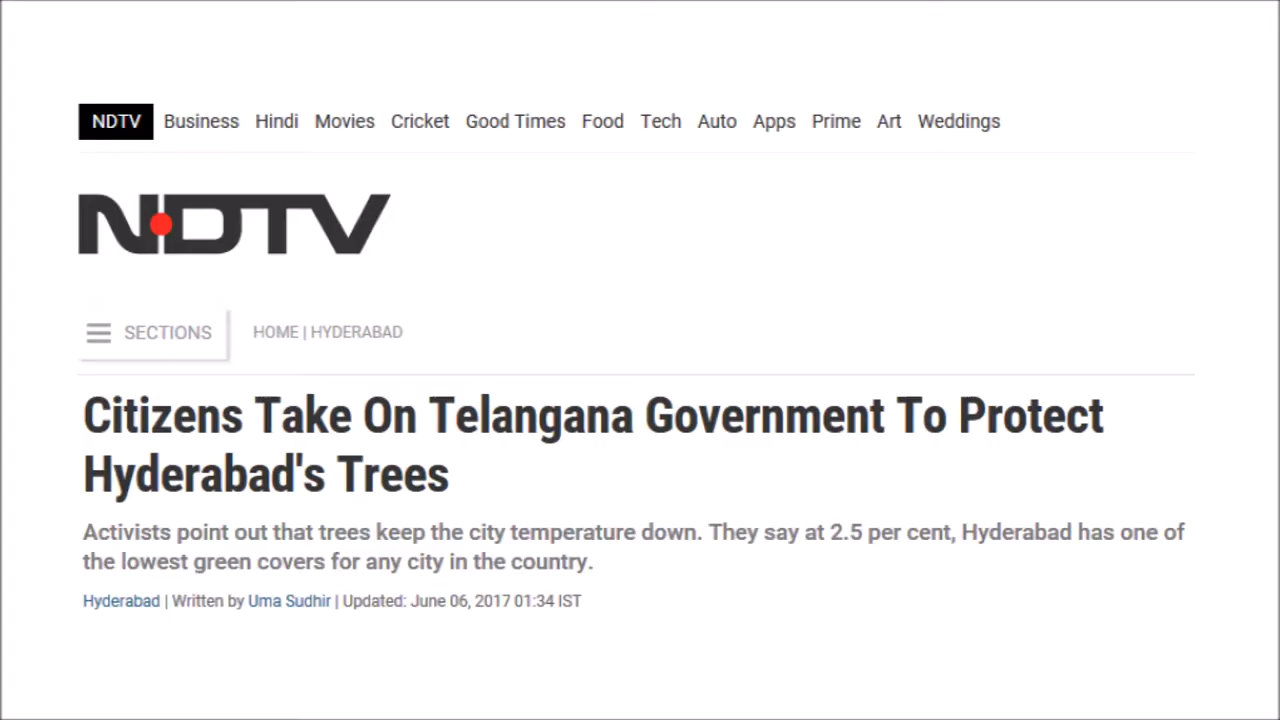 NDTV Business Hindi Movies Cricket Good Times Food Tech Auto Apps Prime Art Weddings
NDTV
SECTIONS HOME | HYDERABAD
Citizens Take On Telangana Government To Protect
Hyderabad's Trees
Activists point out that trees keep the city temperature down. They say at 2.5 per cent, Hyderabad has one of
the lowest green covers for any city in the country.
Hyderabad | Written by Uma Sudhir | Updated: June 06, 2017 01:34 IST